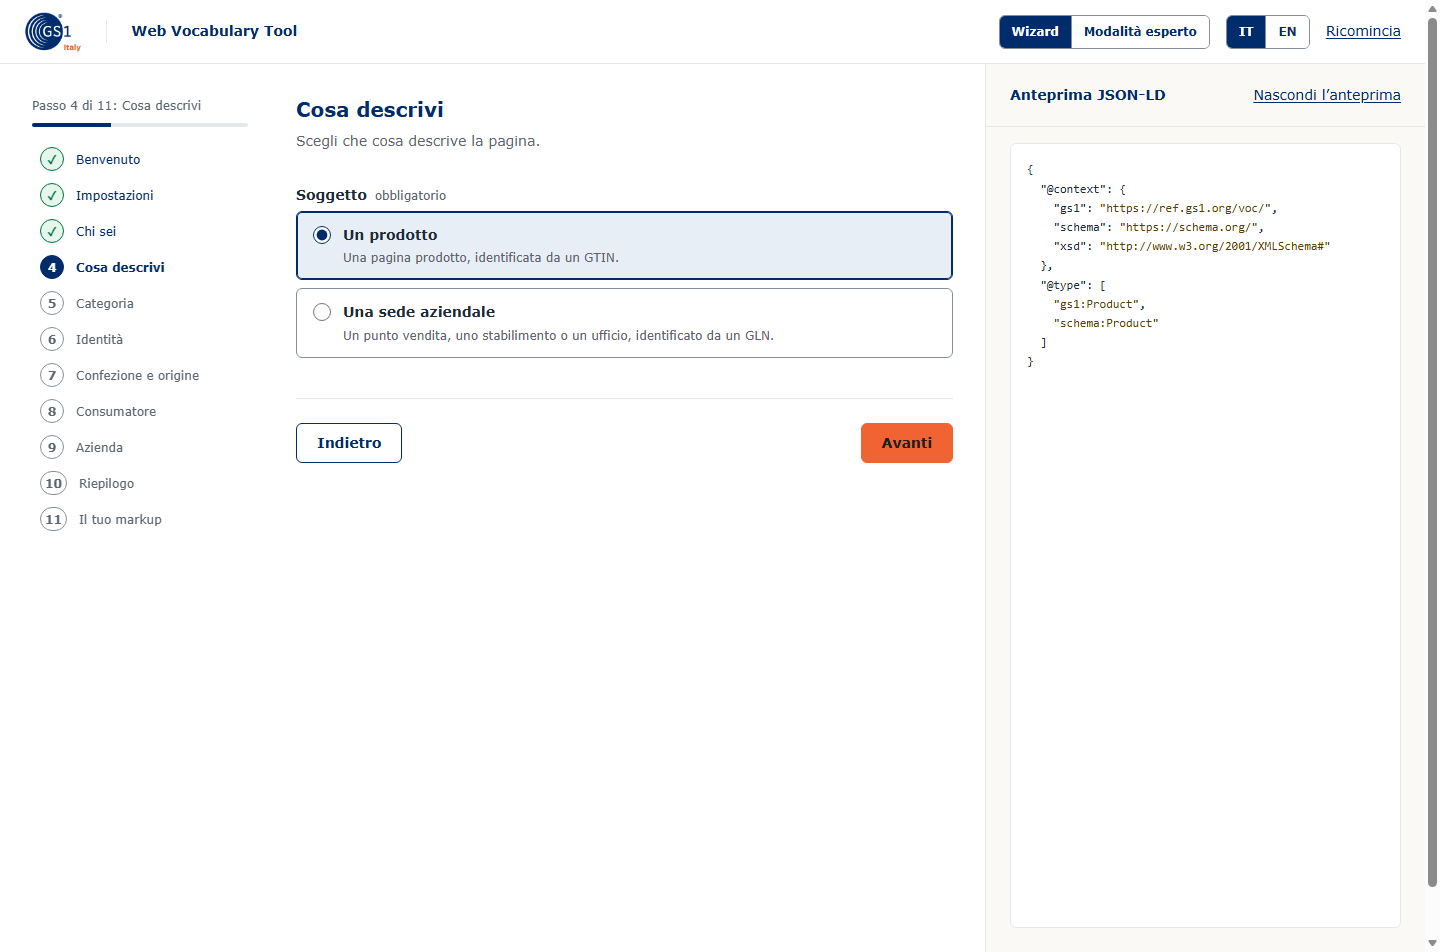 GS1
Italy
Web Vocabulary Tool
Wizard
Modalità esperto
IT
EN
Ricomincia
Passo 4 di 11: Cosa descrivi
✓ Benvenuto
✓ Impostazioni
✓ Chi sei
4 Cosa descrivi
5 Categoria
6 Identità
7 Confezione e origine
8 Consumatore
9 Azienda
10 Riepilogo
11 Il tuo markup
Cosa descrivi
Scegli che cosa descrive la pagina.
Soggetto obbligatorio
Un prodotto
Una pagina prodotto, identificata da un GTIN.
Una sede aziendale
Un punto vendita, uno stabilimento o un ufficio, identificato da un GLN.
Indietro
Avanti
Anteprima JSON-LD
Nascondi l’anteprima
{
"@context": {
"gs1": "https://ref.gs1.org/voc/",
"schema": "https://schema.org/",
"xsd": "http://www.w3.org/2001/XMLSchema#"
},
"@type": [
"gs1:Product",
"schema:Product"
]
}